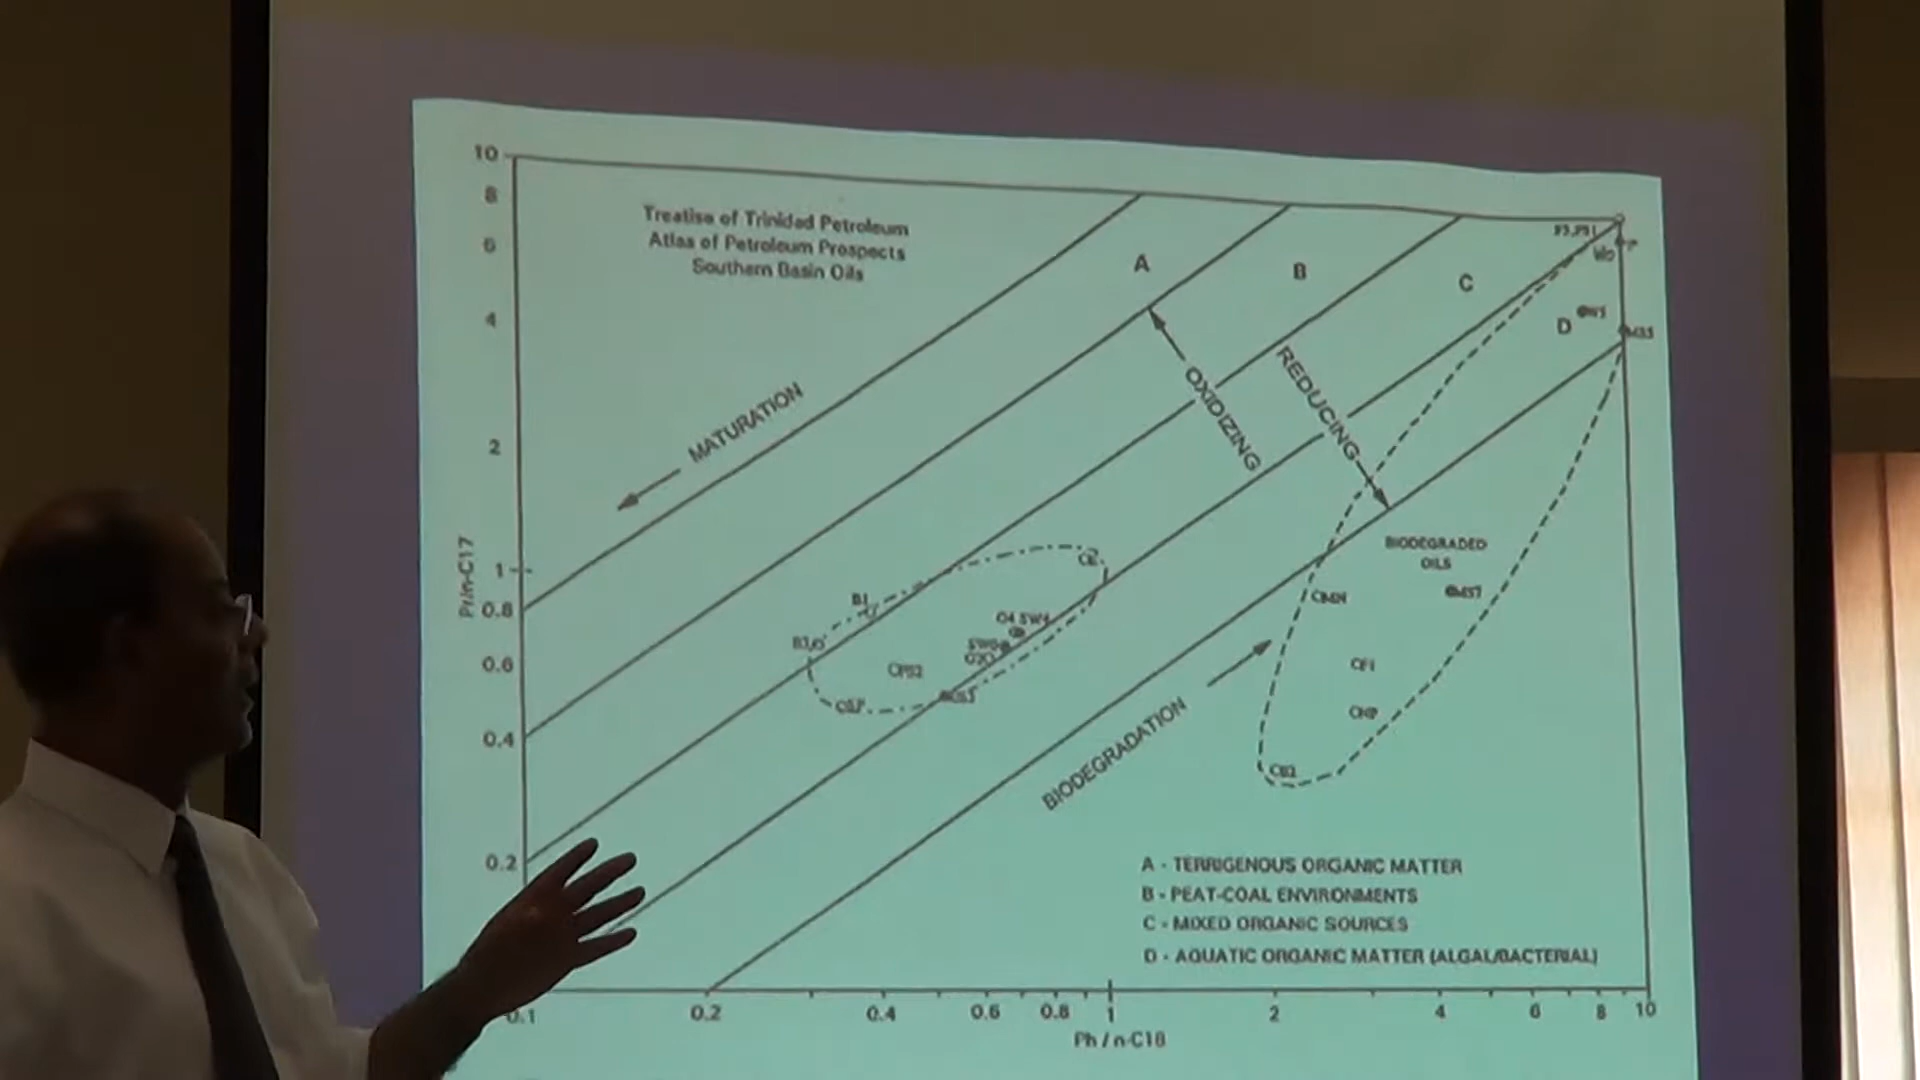 10
8
6
4
2
1
0.8
0.6
0.4
0.2
Pr/n-C17
Treatise of Trinidad Petroleum
Atlas of Petroleum Prospects
Southern Basin Oils
A
B
C
D
MATURATION
OXIDIZING
REDUCING
BIODEGRADED
OILS
B1
BIODEGRADATION
A - TERRIGENOUS ORGANIC MATTER
B - PEAT-COAL ENVIRONMENTS
C - MIXED ORGANIC SOURCES
D - AQUATIC ORGANIC MATTER (ALGAL/BACTERIAL)
0.1 0.2 0.4 0.6 0.8 1 2 4 6 8 10
Ph / n-C18